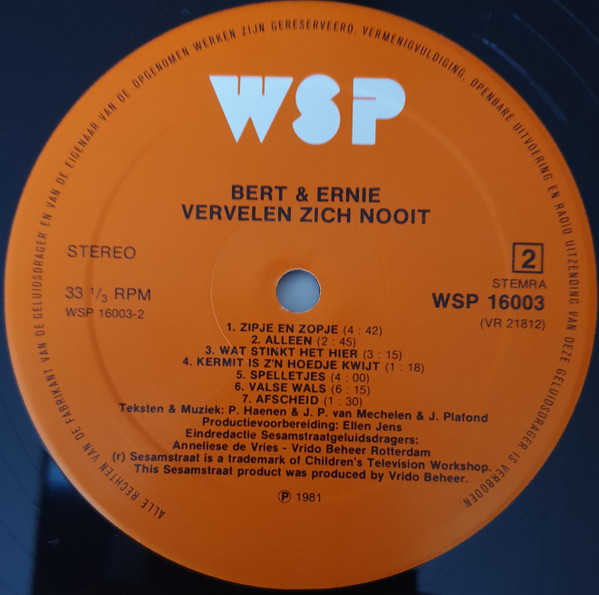 ALLE RECHTEN VAN DE FABRIKANT VAN DE GELUIDSDRAGER EN VAN DE EIGENAAR VAN DE OPGENOMEN WERKEN ZIJN GERESERVEERD. VERMENIGVULDIGING, OPENBARE UITVOERING EN RADIO UITZENDING VAN DEZE GELUIDSDRAGER IS VERBODEN.
WSP
BERT & ERNIE
VERVELEN ZICH NOOIT
STEREO
2
STEMRA
33 1/3 RPM
WSP 16003
WSP 16003-2
(VR 21812)
1. ZIPJE EN ZOPJE (4 : 42)
2. ALLEEN (2 : 45)
3. WAT STINKT HET HIER (3 : 15)
4. KERMIT IS Z'N HOEDJE KWIJT (1 : 18)
5. SPELLETJES (4 : 00)
6. VALSE WALS (6 : 15)
7. AFSCHEID (1 : 30)
Teksten & Muziek: P. Haenen & J. P. van Mechelen & J. Plafond
Productievoorbereiding: Ellen Jens
Eindredactie Sesamstraatgeluidsdragers:
Anneliese de Vries - Vrido Beheer Rotterdam
(r) Sesamstraat is a trademark of Children's Television Workshop.
This Sesamstraat product was produced by Vrido Beheer.
℗ 1981